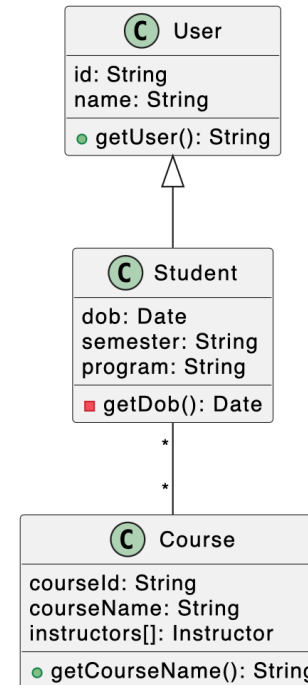 C User
id: String
name: String
getUser(): String
C Student
dob: Date
semester: String
program: String
getDob(): Date
*
*
C Course
courseId: String
courseName: String
instructors[]: Instructor
getCourseName(): String